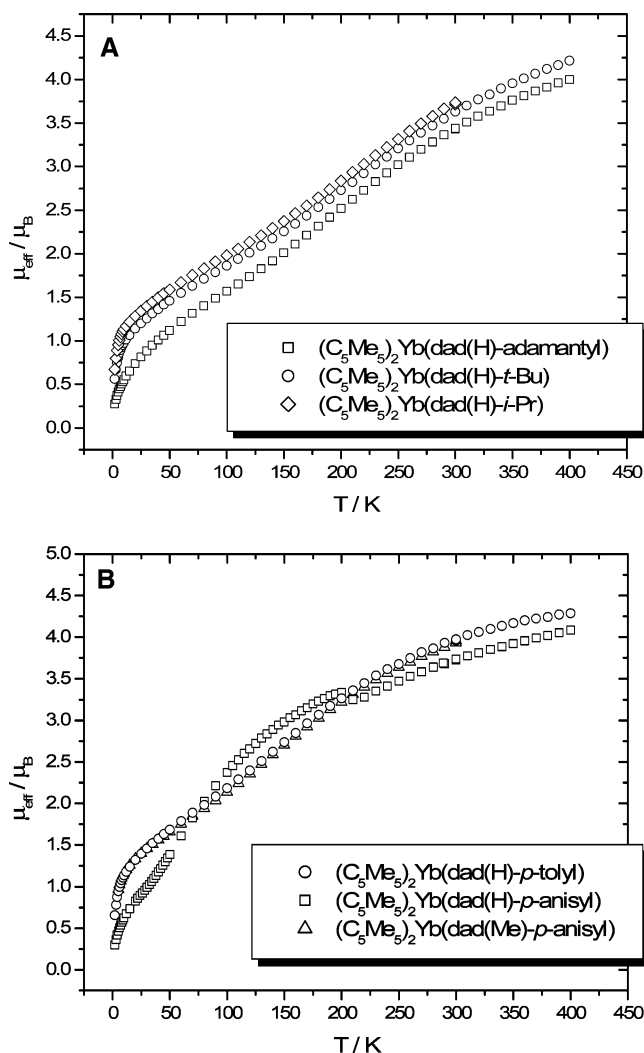 A
4.5
4.0
3.5
3.0
2.5
2.0
1.5
1.0
0.5
0.0
μeff / μB
(C5Me5)2Yb(dad(H)-adamantyl)
(C5Me5)2Yb(dad(H)-t-Bu)
(C5Me5)2Yb(dad(H)-i-Pr)
0 50 100 150 200 250 300 350 400 450
T / K
B
5.0
4.5
4.0
3.5
3.0
2.5
2.0
1.5
1.0
0.5
0.0
μeff / μB
(C5Me5)2Yb(dad(H)-p-tolyl)
(C5Me5)2Yb(dad(H)-p-anisyl)
(C5Me5)2Yb(dad(Me)-p-anisyl)
0 50 100 150 200 250 300 350 400 450
T / K